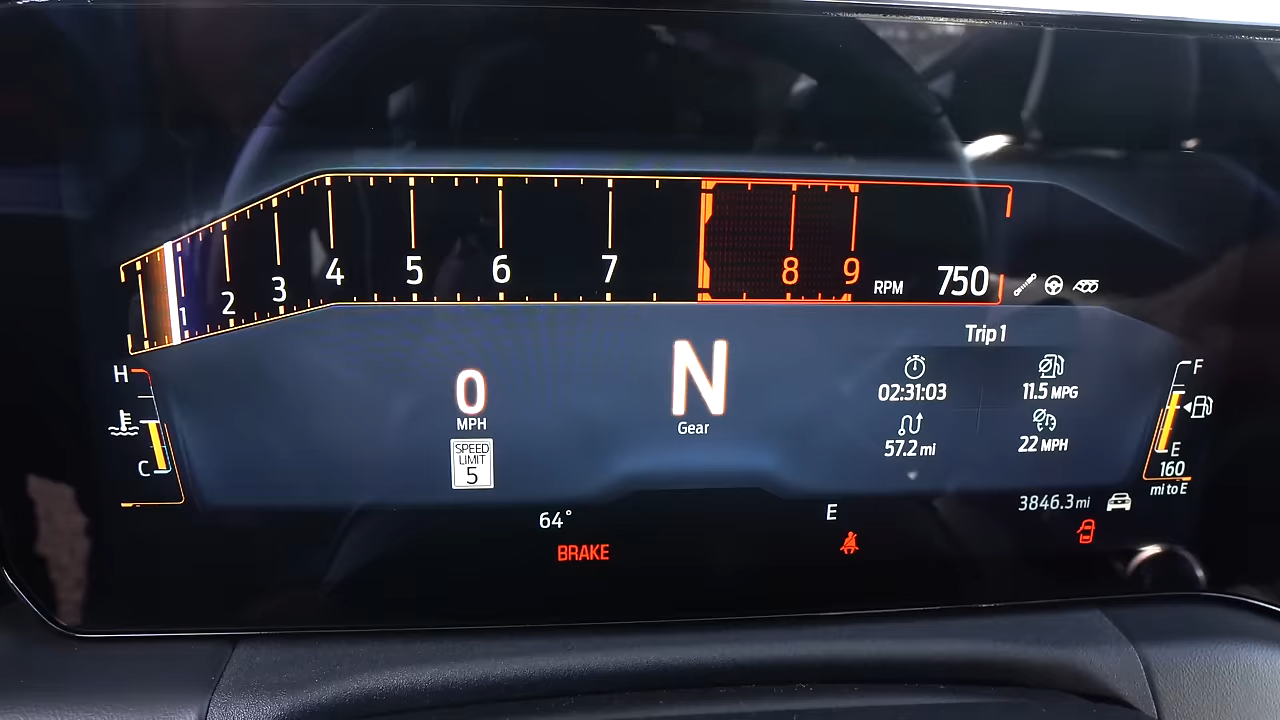 1 2 3 4 5 6 7 8 9 RPM 750
Trip 1
H
C
0
MPH
SPEED
LIMIT
5
N
Gear
02:31:03
11.5 MPG
57.2 mi
22 MPH
F
E
160
mi to E
3846.3 mi
64° E
BRAKE